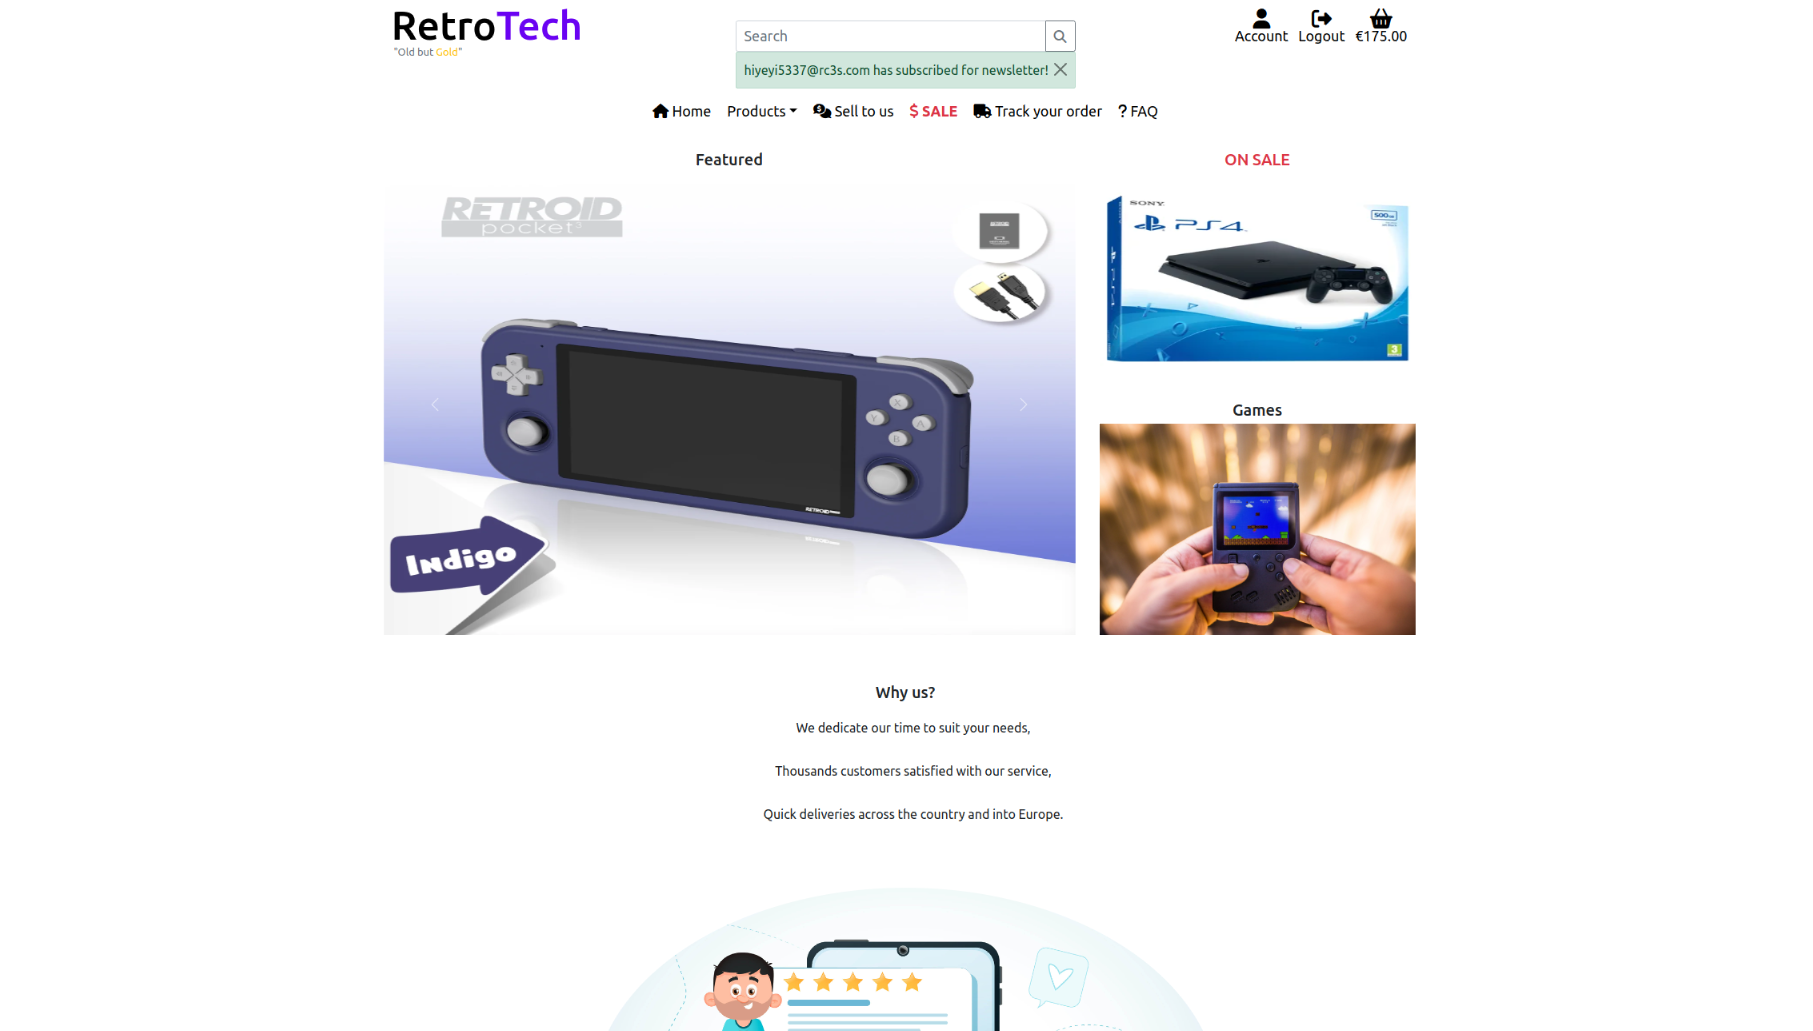 RetroTech
"Old but Gold"
Search
hiyeyi5337@rc3s.com has subscribed for newsletter!
Account Logout €175.00
Home Products Sell to us $ SALE Track your order ? FAQ
Featured
RETROID
pocket3
Indigo
X
Y
A
B
ON SALE
SONY
PS4
500GB
3
Games
Why us?
We dedicate our time to suit your needs,
Thousands customers satisfied with our service,
Quick deliveries across the country and into Europe.